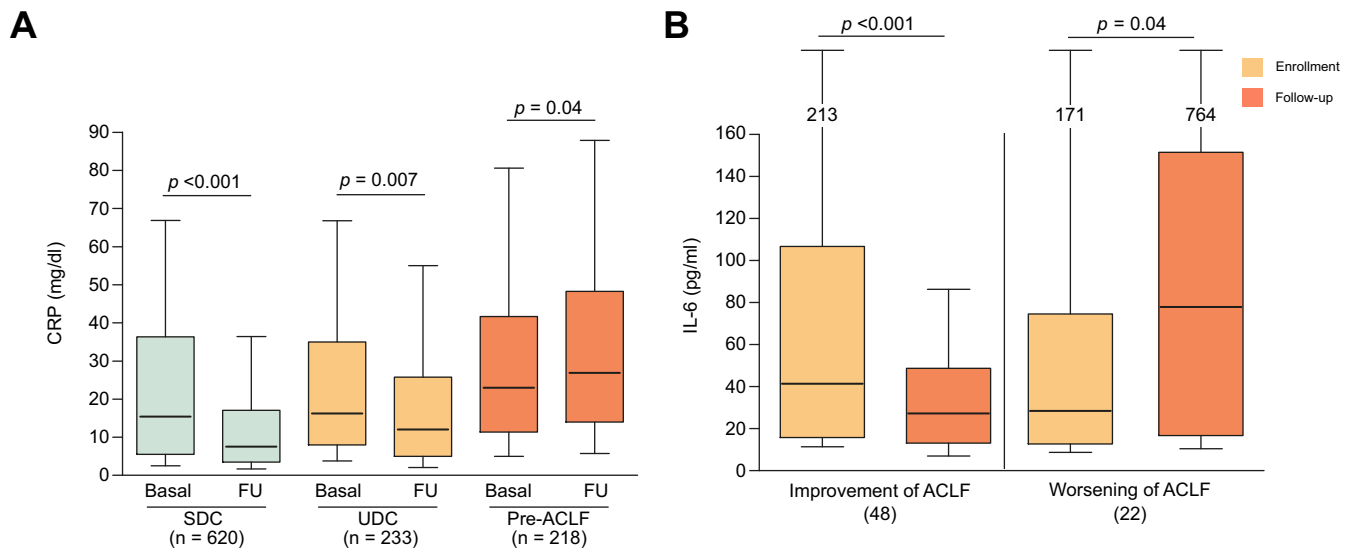 A
p <0.001
p = 0.007
p = 0.04
CRP (mg/dl)
90
80
70
60
50
40
30
20
10
0
Basal FU Basal FU Basal FU
SDC UDC Pre-ACLF
(n = 620) (n = 233) (n = 218)
B
p <0.001
p = 0.04
Enrollment
Follow-up
213
171
764
IL-6 (pg/ml)
160
140
120
100
80
60
40
20
0
Improvement of ACLF Worsening of ACLF
(48) (22)